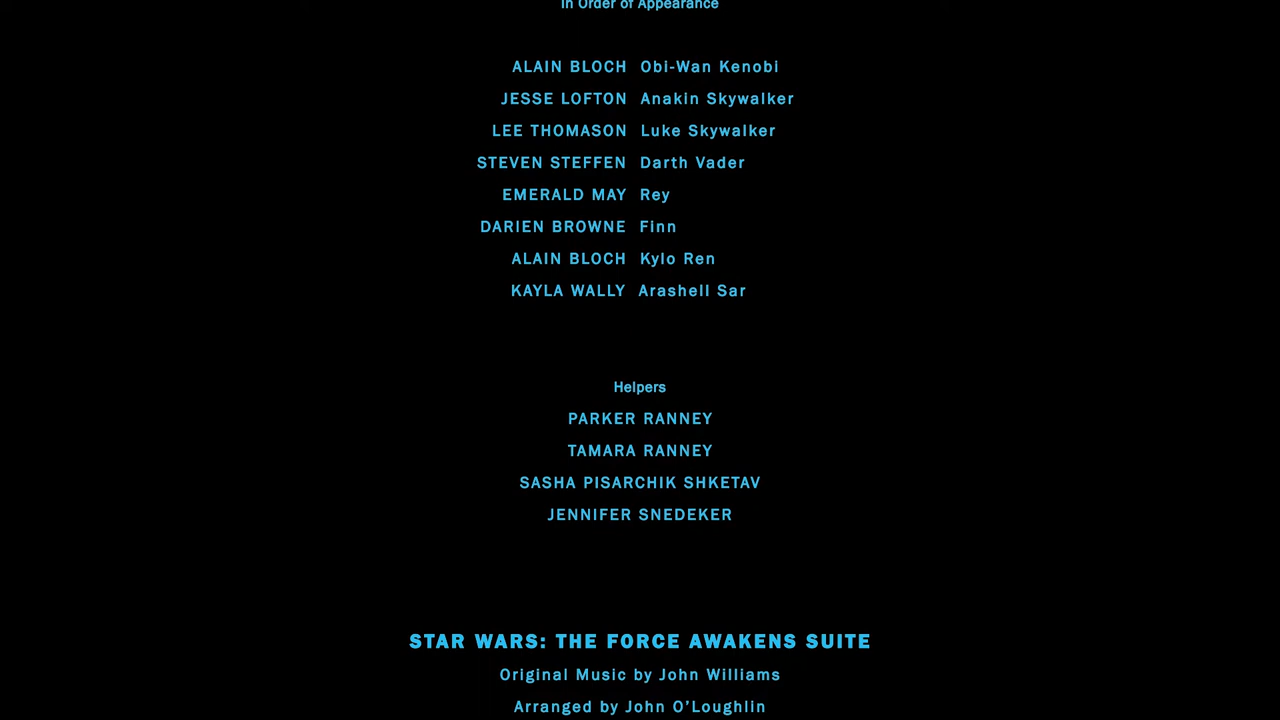 In Order of Appearance
ALAIN BLOCH Obi-Wan Kenobi
JESSE LOFTON Anakin Skywalker
LEE THOMASON Luke Skywalker
STEVEN STEFFEN Darth Vader
EMERALD MAY Rey
DARIEN BROWNE Finn
ALAIN BLOCH Kylo Ren
KAYLA WALLY Arashell Sar
Helpers
PARKER RANNEY
TAMARA RANNEY
SASHA PISARCHIK SHKETAV
JENNIFER SNEDEKER
STAR WARS: THE FORCE AWAKENS SUITE
Original Music by John Williams
Arranged by John O’Loughlin